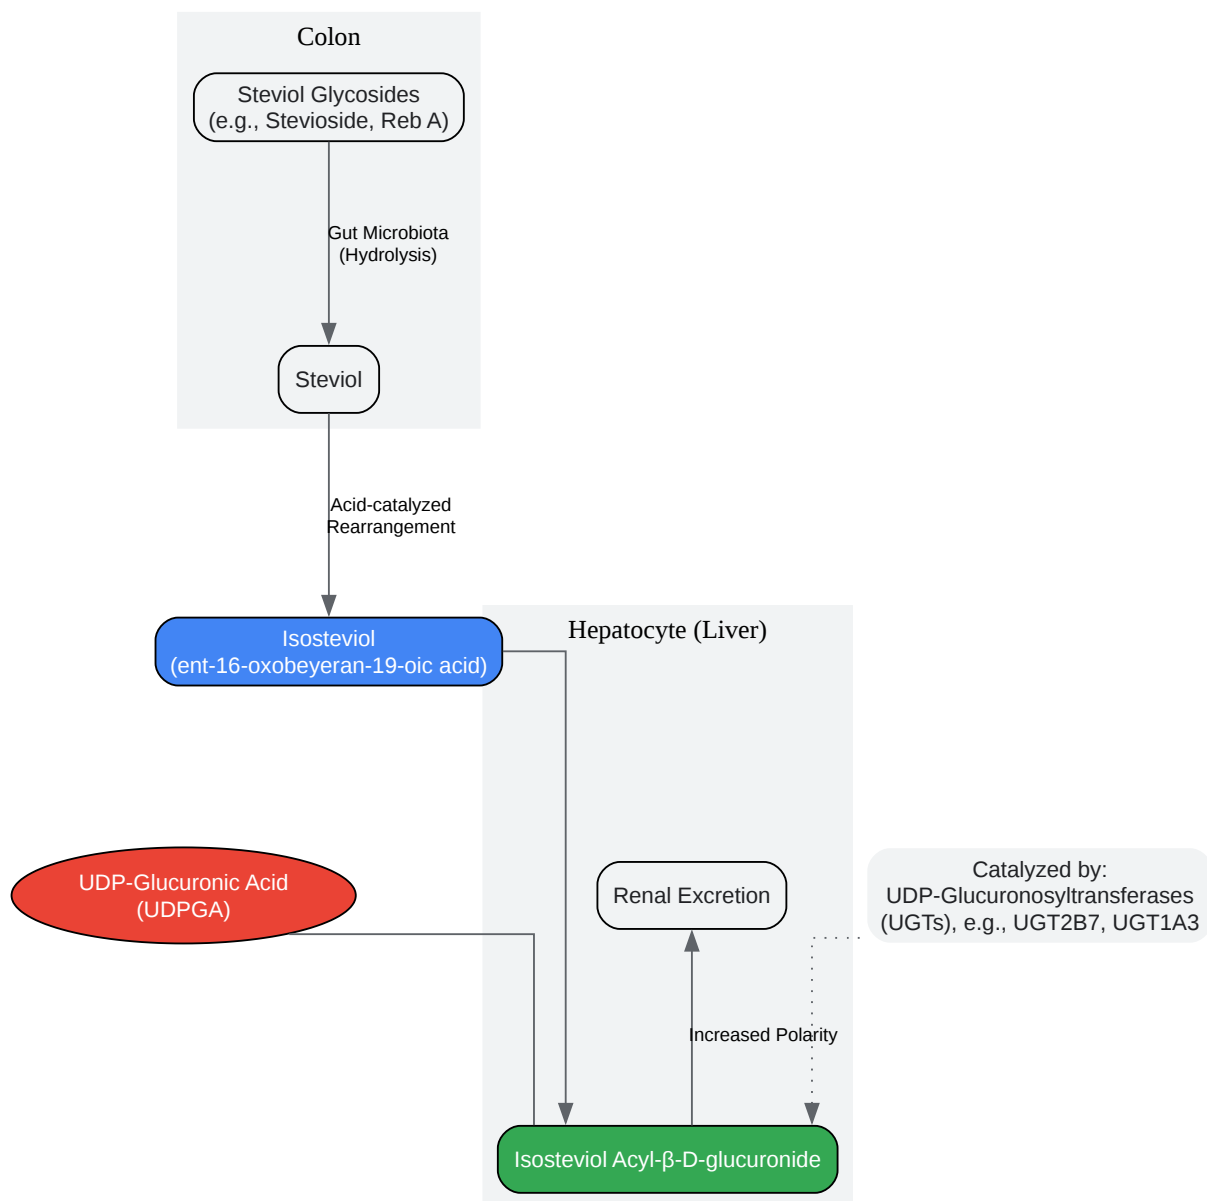 Colon
Steviol Glycosides
(e.g., Stevioside, Reb A)
Gut Microbiota
(Hydrolysis)
Steviol
Acid-catalyzed
Rearrangement
Isosteviol
(ent-16-oxobeyeran-19-oic acid)
Hepatocyte (Liver)
UDP-Glucuronic Acid
(UDPGA)
Renal Excretion
Catalyzed by:
UDP-Glucuronosyltransferases
(UGTs), e.g., UGT2B7, UGT1A3
Increased Polarity
Isosteviol Acyl-β-D-glucuronide